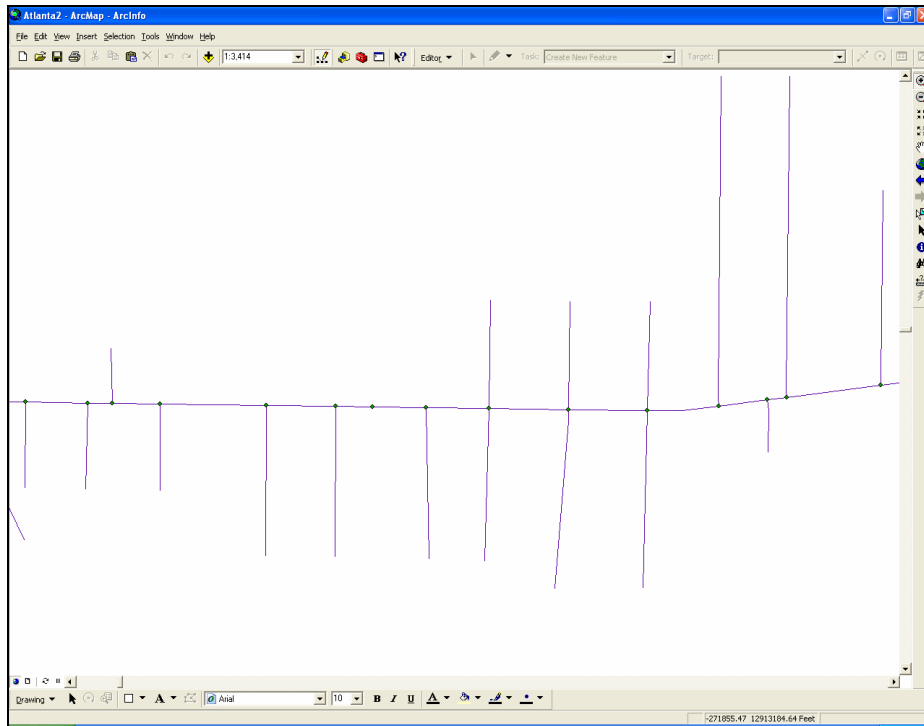 Atlanta2 - ArcMap - ArcInfo
File Edit View Insert Selection Tools Window Help
1:3,414 Editor Task: Create New Feature Target:
Drawing A Arial 10 B I U A
-271855.47 12913184.64 Feet